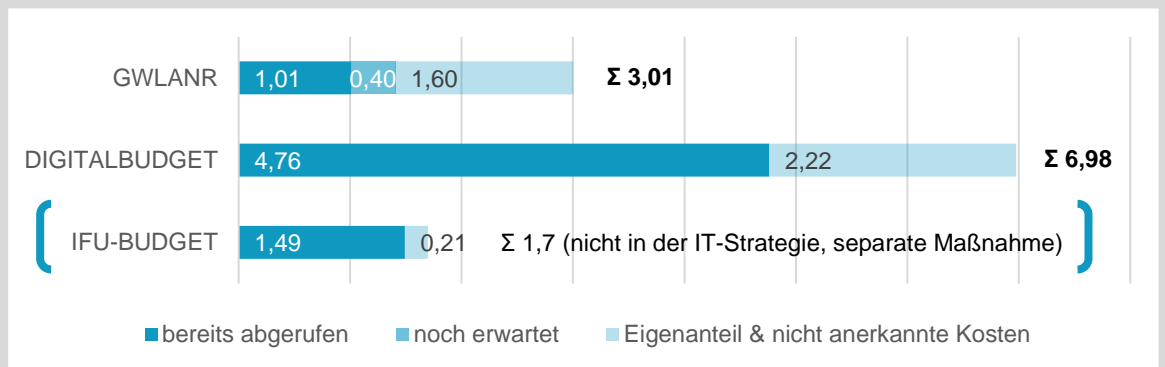 GWLANR 1,01 0,40 1,60 Σ 3,01
DIGITALBUDGET 4,76 2,22 Σ 6,98
IFU-BUDGET 1,49 0,21 Σ 1,7 (nicht in der IT-Strategie, separate Maßnahme)
bereits abgerufen noch erwartet Eigenanteil & nicht anerkannte Kosten